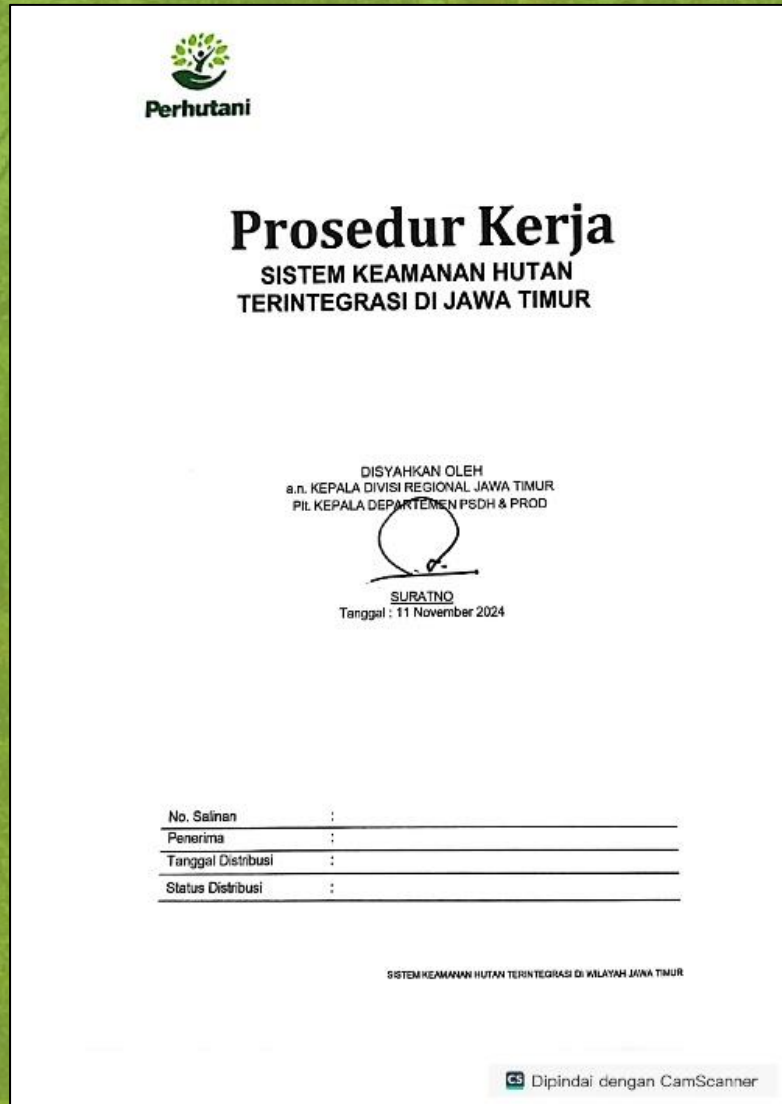 Perhutani
Prosedur Kerja
SISTEM KEAMANAN HUTAN
TERINTEGRASI DI JAWA TIMUR
DISYAHKAN OLEH
a.n. KEPALA DIVISI REGIONAL JAWA TIMUR
Plt. KEPALA DEPARTEMEN PSDH & PROD
SURATNO
Tanggal : 11 November 2024
No. Salinan :
Penerima :
Tanggal Distribusi :
Status Distribusi :
SISTEM KEAMANAN HUTAN TERINTEGRASI DI WILAYAH JAWA TIMUR
CS Dipindai dengan CamScanner